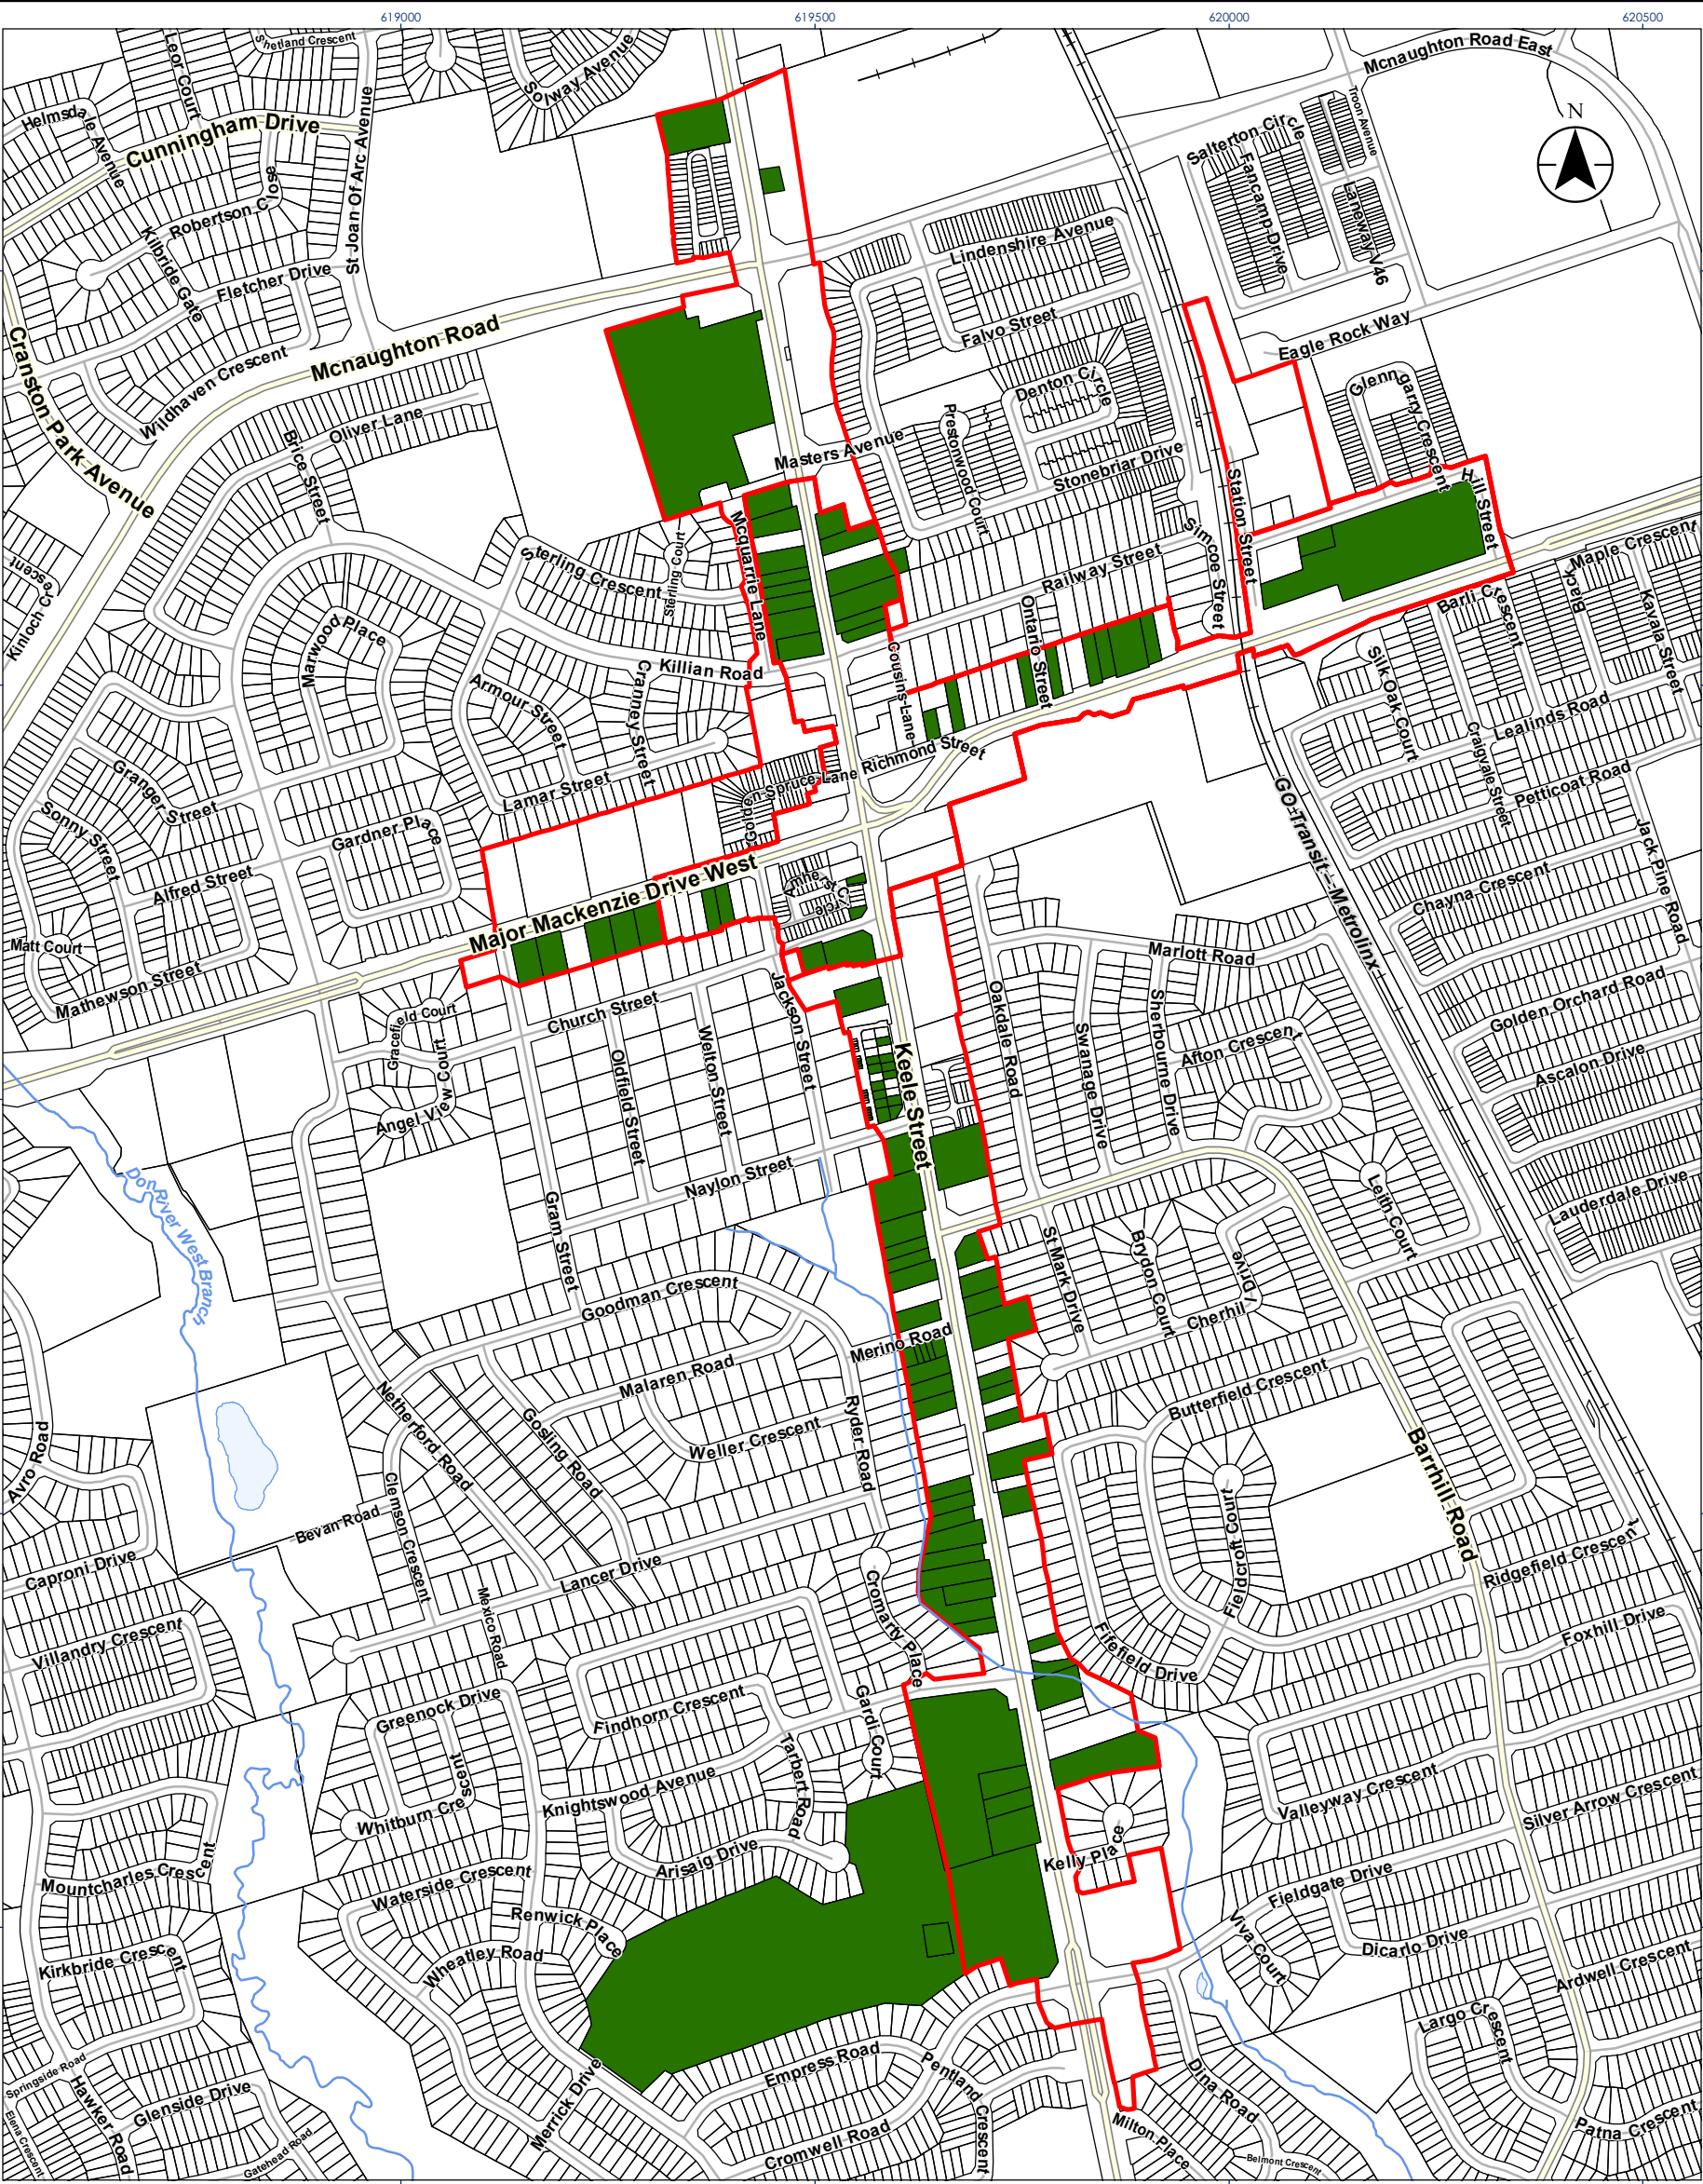 619000
619500
620000
620500
N
Shetland Crescent
Leor Court
Solway Avenue
Mcnaughton Road East
Helmsdale Avenue
Cunningham Drive
St Joan Of Arc Avenue
Troon Avenue
Salterton Circle
Fancamp Drive
Laneway V46
Robertson Close
Kilbride Gate
Fletcher Drive
Lindenshire Avenue
Falvo Street
Eagle Rock Way
Cranston Park Avenue
Mcnaughton Road
Wildhaven Crescent
Oliver Lane
Brice Street
Denton Circle
Prestonwood Court
Glenngarry Crescent
Masters Avenue
Stonebriar Drive
Station Street
Hill Street
Simcoe Street
Mcquarrie Lane
Sterling Crescent
Sterling Court
Railway Street
Maple Crescent
Barli Crescent
Black
Kavala Street
Kinloch Crescent
Marwood Place
Ontario Street
Cousins Lane
Killian Road
Craney Street
Armour Street
Silk Oak Court
Lealinds Road
Craigvale Street
Petticoat Road
Richmond Street
Golden Spruce Lane
Lamar Street
Granger Street
Sonny Street
Gardner Place
Alfred Street
GO Transit - Metrolinx
Jack Pine Road
Chayna Crescent
Amherst Circle
Major Mackenzie Drive West
Matt Court
Mathewson Street
Marlott Road
Golden Orchard Road
Ascalon Drive
Church Street
Jackson Street
Gracefield Court
Angel View Court
Oldfield Street
Welton Street
Keele Street
Oakdale Road
Swanage Drive
Sherbourne Drive
Afton Crescent
Naylon Street
Gram Street
Don River West Branch
Leith Court
Lauderdale Drive
St Mark Drive
Brydon Court
Cherhill Drive
Goodman Crescent
Merino Road
Malaren Road
Weller Crescent
Ryder Road
Netherford Road
Gosling Road
Butterfield Crescent
Barrhill Road
Avro Road
Clemson Crescent
Bevan Road
Fieldcroft Court
Caproni Drive
Lancer Drive
Mexico Road
Cromarty Place
Ridgefield Crescent
Foxhill Drive
Fifefield Drive
Villandry Crescent
Greenock Drive
Findhorn Crescent
Gardi Court
Tarbert Road
Knightswood Avenue
Whitburn Crescent
Arisaig Drive
Valleyway Crescent
Silver Arrow Crescent
Kelly Place
Mountcharles Crescent
Waterside Crescent
Renwick Place
Wheatley Road
Fieldgate Drive
Viva Court
Dicarlo Drive
Ardwell Crescent
Kirkbride Crescent
Largo Crescent
Springside Road
Hawker Road
Glenside Drive
Elena Crescent
Gatehead Road
Merrick Drive
Empress Road
Pentland Crescent
Cromwell Road
Dina Road
Milton Place
Belmont Crescent
Patna Crescent